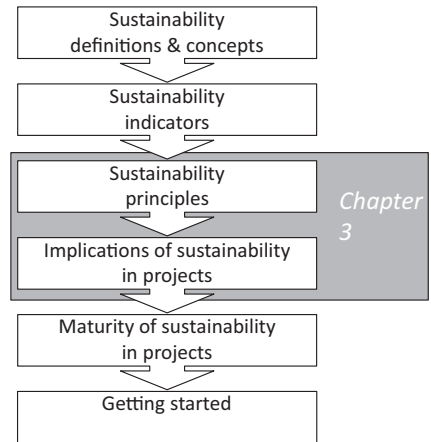 Sustainability
definitions & concepts
Sustainability
indicators
Sustainability
principles
Chapter
3
Implications of sustainability
in projects
Maturity of sustainability
in projects
Getting started